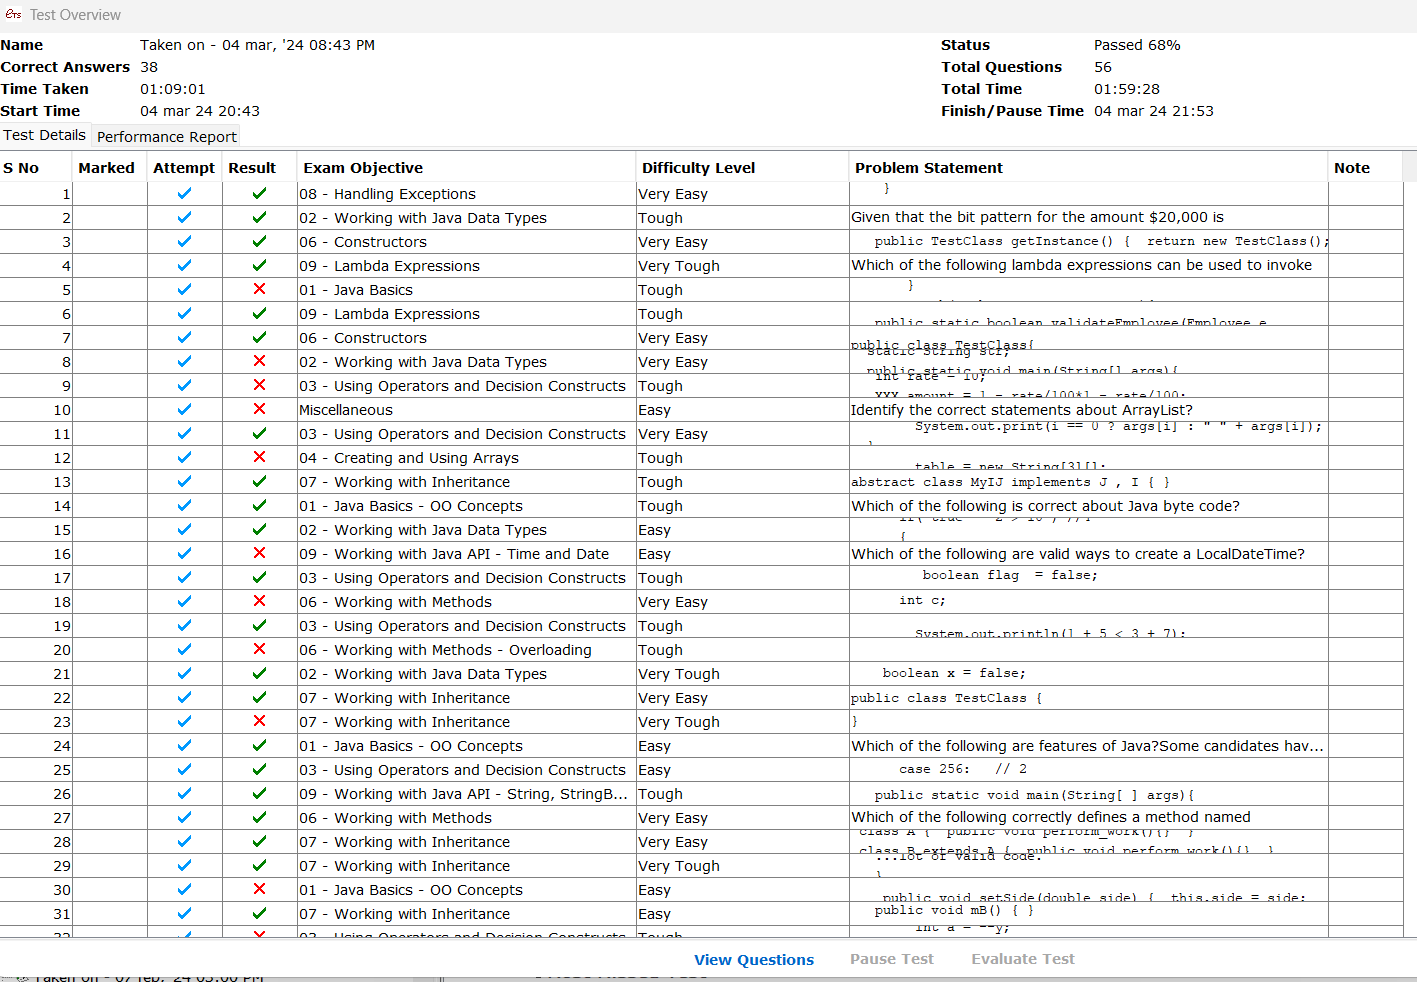 eTs Test Overview
Name Taken on - 04 mar, '24 08:43 PM Status Passed 68%
Correct Answers 38 Total Questions 56
Time Taken 01:09:01 Total Time 01:59:28
Start Time 04 mar 24 20:43 Finish/Pause Time 04 mar 24 21:53
Test Details Performance Report
S No Marked Attempt Result Exam Objective Difficulty Level Problem Statement Note
1 08 - Handling Exceptions Very Easy }
2 02 - Working with Java Data Types Tough Given that the bit pattern for the amount $20,000 is
3 06 - Constructors Very Easy public TestClass getInstance() { return new TestClass();
4 09 - Lambda Expressions Very Tough Which of the following lambda expressions can be used to invoke
5 01 - Java Basics Tough }
6 09 - Lambda Expressions Tough public static boolean validateEmployee(Employee e
7 06 - Constructors Very Easy public class TestClass{
8 02 - Working with Java Data Types Very Easy static String str;
public static void main(String[] args){
9 03 - Using Operators and Decision Constructs Tough int rate = 10;
XXX amount = 1 - rate/100*1 - rate/100;
10 Miscellaneous Easy Identify the correct statements about ArrayList?
11 03 - Using Operators and Decision Constructs Very Easy System.out.print(i == 0 ? args[i] : " " + args[i]);
12 04 - Creating and Using Arrays Tough table = new String[3][];
13 07 - Working with Inheritance Tough abstract class MyIJ implements J , I { }
14 01 - Java Basics - OO Concepts Tough Which of the following is correct about Java byte code?
15 02 - Working with Java Data Types Easy {
16 09 - Working with Java API - Time and Date Easy Which of the following are valid ways to create a LocalDateTime?
17 03 - Using Operators and Decision Constructs Tough boolean flag = false;
18 06 - Working with Methods Very Easy int c;
19 03 - Using Operators and Decision Constructs Tough System.out.println(1 + 5 < 3 + 7);
20 06 - Working with Methods - Overloading Tough
21 02 - Working with Java Data Types Very Tough boolean x = false;
22 07 - Working with Inheritance Very Easy public class TestClass {
23 07 - Working with Inheritance Very Tough }
24 01 - Java Basics - OO Concepts Easy Which of the following are features of Java?Some candidates hav...
25 03 - Using Operators and Decision Constructs Easy case 256: // 2
26 09 - Working with Java API - String, StringB... Tough public static void main(String[ ] args){
27 06 - Working with Methods Very Easy Which of the following correctly defines a method named
28 07 - Working with Inheritance Very Easy class A { public void perform_work(){} }
class B extends A { public void perform_work(){} }
29 07 - Working with Inheritance Very Tough ...lot of valid code.
}
30 01 - Java Basics - OO Concepts Easy public void setSide(double side) { this.side = side;
31 07 - Working with Inheritance Easy public void mB() { }
32 03 - Using Operators and Decision Constructs Tough int a = --y;
View Questions Pause Test Evaluate Test
Taken on - 07 feb, 24 05:00 PM